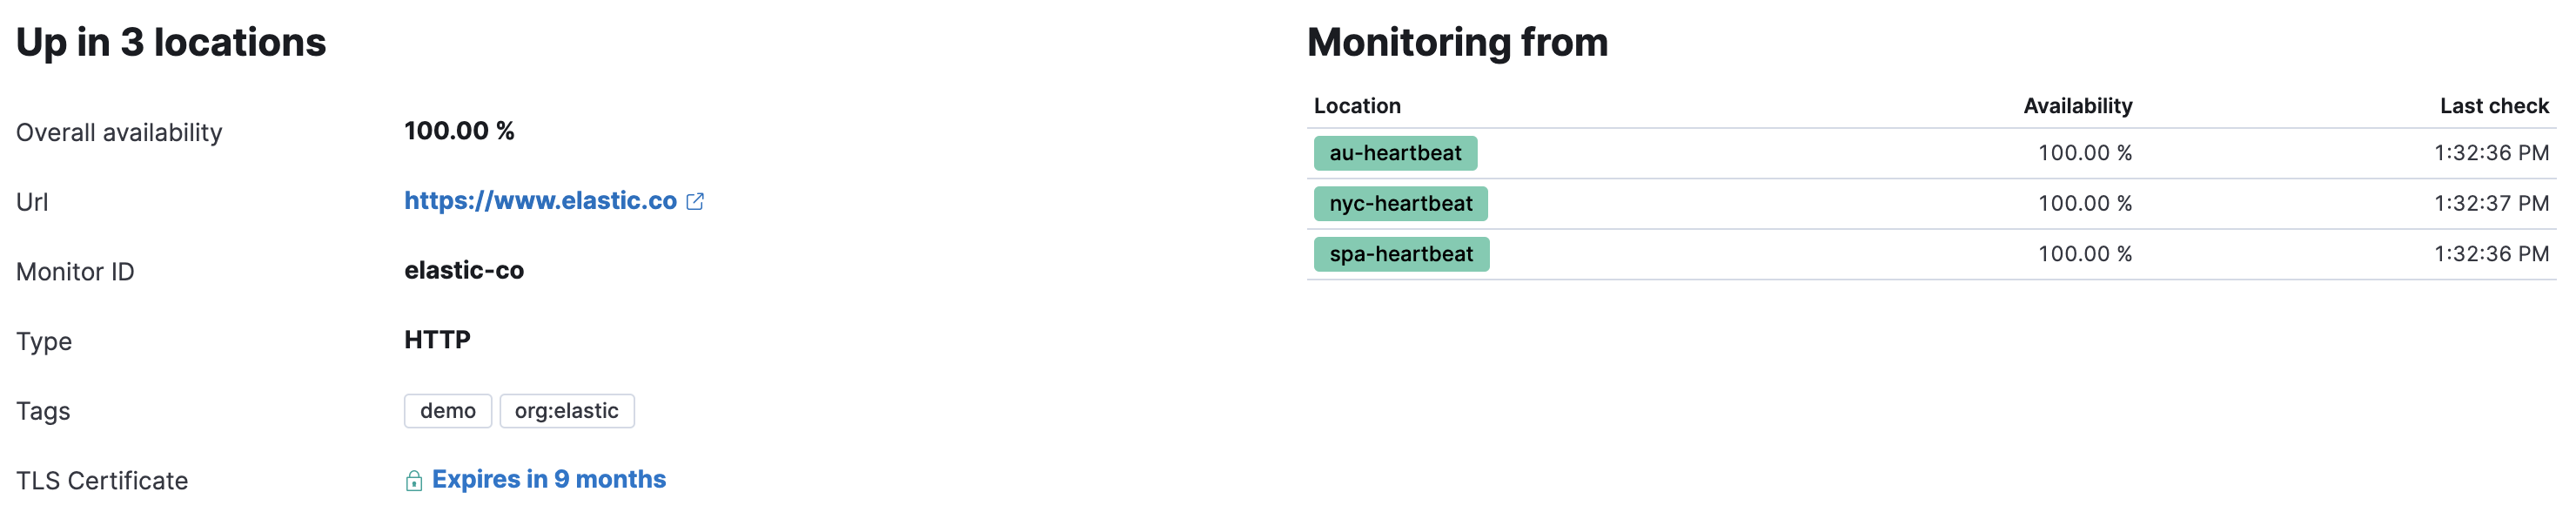 Up in 3 locations
Overall availability 100.00 %
Url https://www.elastic.co
Monitor ID elastic-co
Type HTTP
Tags demo org:elastic
TLS Certificate Expires in 9 months
Monitoring from
Location Availability Last check
au-heartbeat 100.00 % 1:32:36 PM
nyc-heartbeat 100.00 % 1:32:37 PM
spa-heartbeat 100.00 % 1:32:36 PM